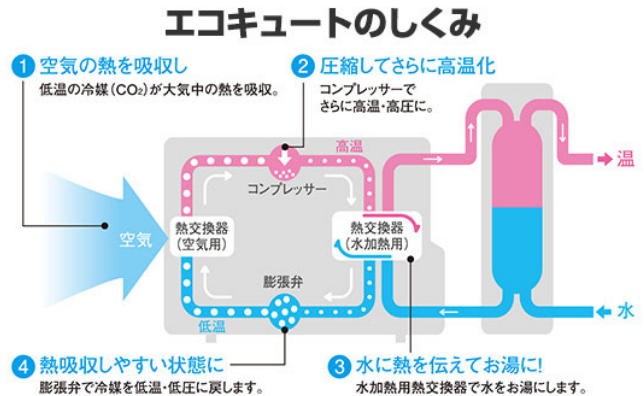 エコキュートのしくみ
1 空気の熱を吸収し
低温の冷媒(CO₂)が大気中の熱を吸収。
2 圧縮してさらに高温化
コンプレッサーで
さらに高温・高圧に。
高温
コンプレッサー
温
空気
熱交換器
(空気用)
熱交換器
(水加熱用)
膨張弁
低温
水
4 熱吸収しやすい状態に
膨張弁で冷媒を低温・低圧に戻します。
3 水に熱を伝えてお湯に!
水加熱用熱交換器で水をお湯にします。